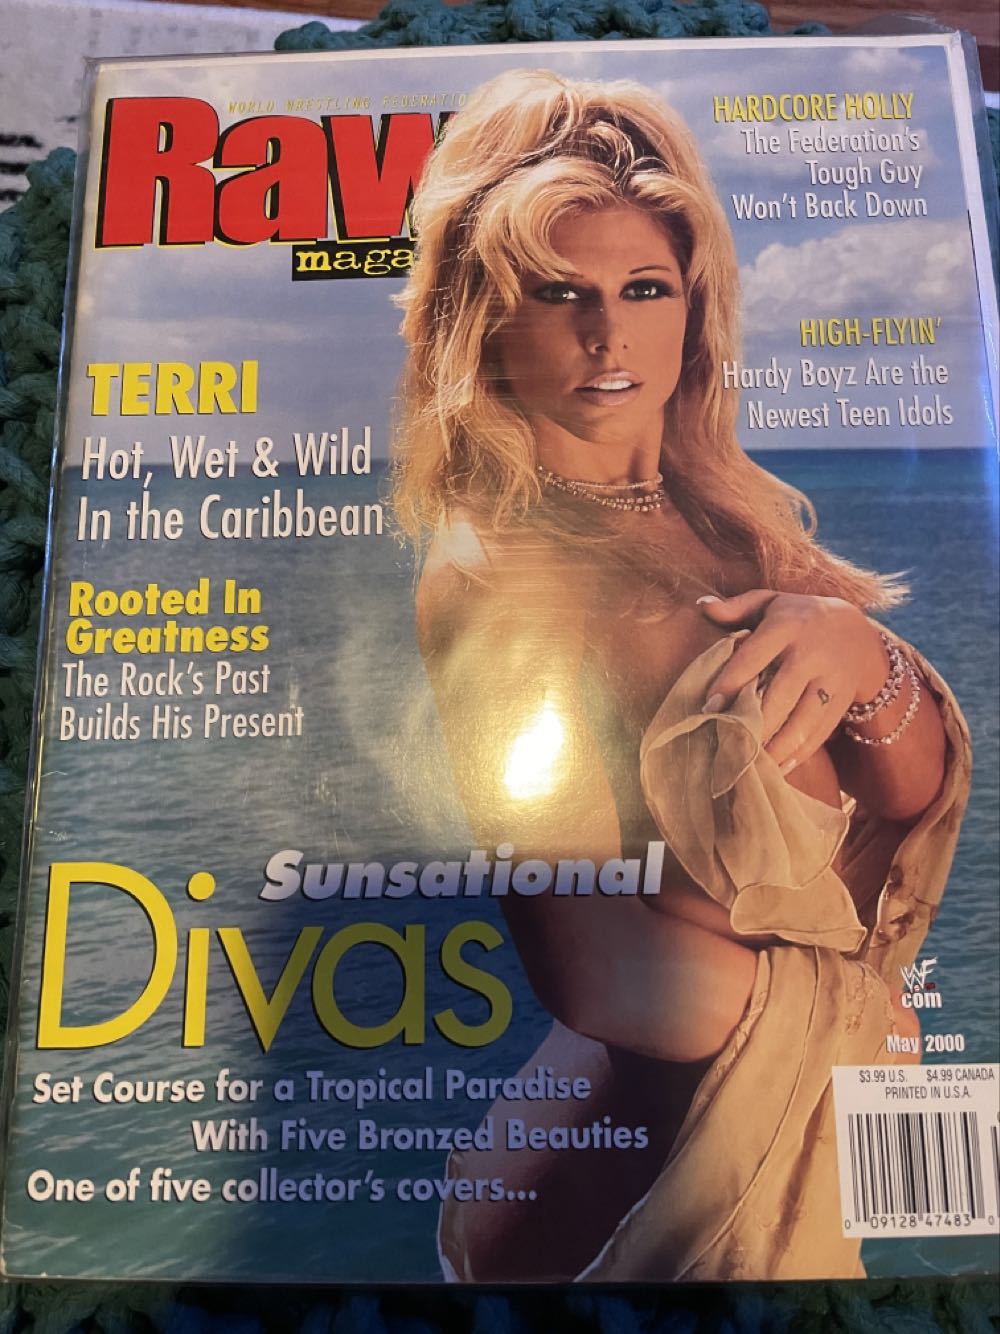 WORLD WRESTLING FEDERATIO
Raw
maga
HARDCORE HOLLY
The Federation's
Tough Guy
Won't Back Down
HIGH-FLYIN'
Hardy Boyz Are the
Newest Teen Idols
TERRI
Hot, Wet & Wild
In the Caribbean
Rooted In
Greatness
The Rock's Past
Builds His Present
Sunsational
Divas
Set Course for a Tropical Paradise
With Five Bronzed Beauties
One of five collector's covers...
WWF
com
May 2000
$3.99 U.S. $4.99 CANADA
PRINTED IN U.S.A.
0 09128 47483 0